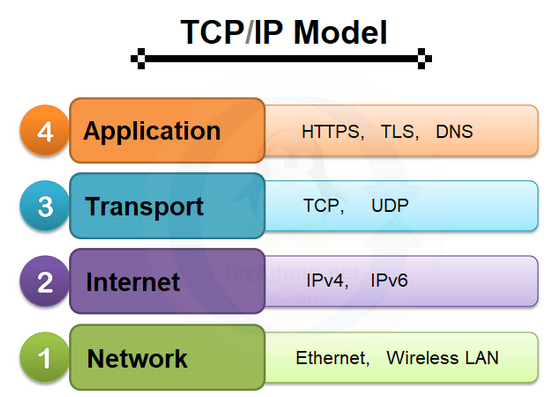 TCP/IP Model
4 Application HTTPS, TLS, DNS
3 Transport TCP, UDP
2 Internet IPv4, IPv6
1 Network Ethernet, Wireless LAN